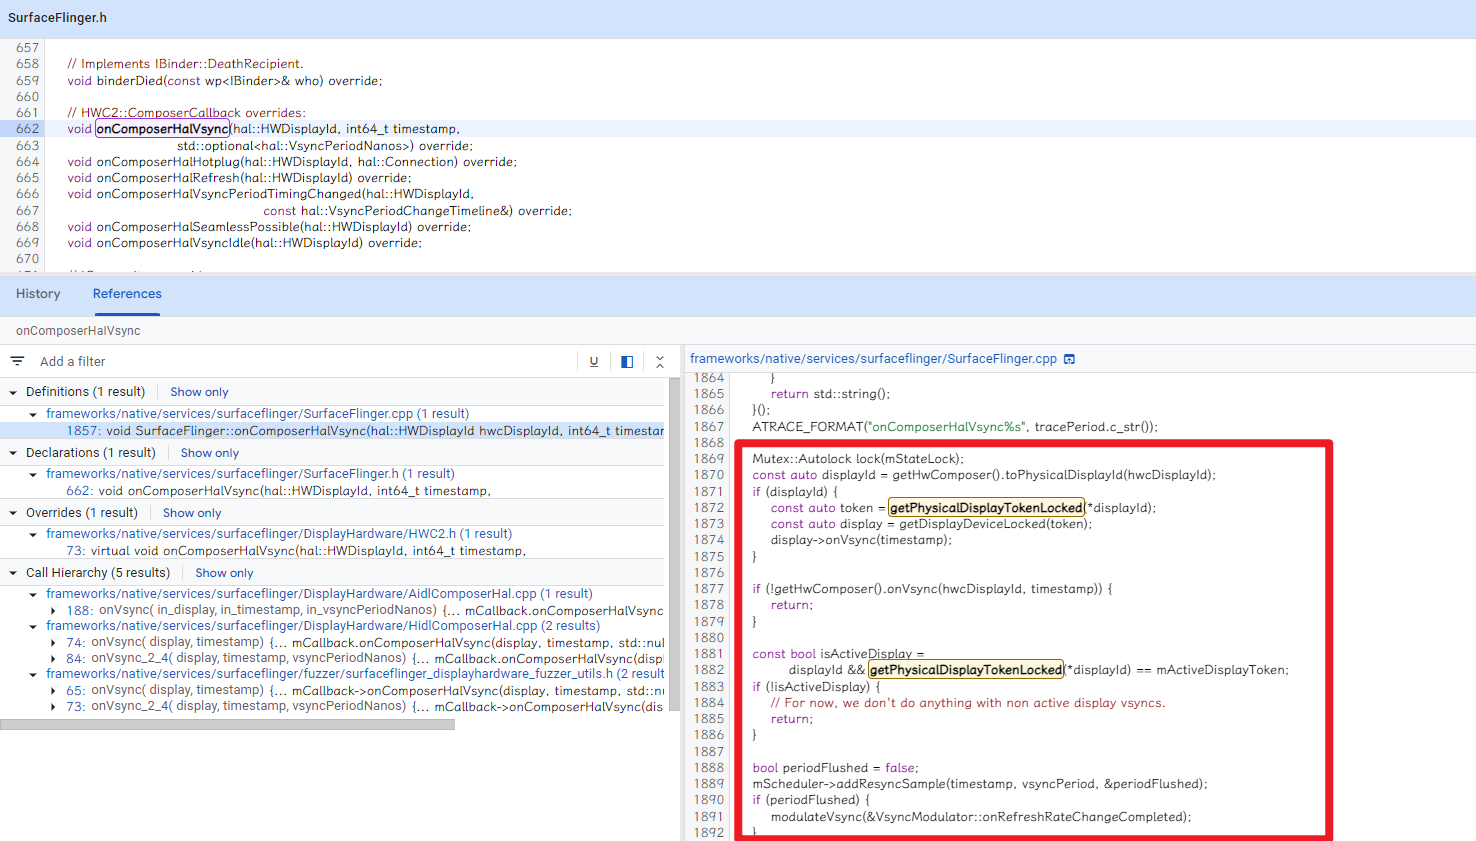 SurfaceFlinger.h
657
658 // Implements IBinder::DeathRecipient.
659 void binderDied(const wp<IBinder>& who) override;
660
661 // HWC2::ComposerCallback overrides:
662 void onComposerHalVsync(hal::HWDisplayId, int64_t timestamp,
663 std::optional<hal::VsyncPeriodNanos>) override;
664 void onComposerHalHotplug(hal::HWDisplayId, hal::Connection) override;
665 void onComposerHalRefresh(hal::HWDisplayId) override;
666 void onComposerHalVsyncPeriodTimingChanged(hal::HWDisplayId,
667 const hal::VsyncPeriodChangeTimeline&) override;
668 void onComposerHalSeamlessPossible(hal::HWDisplayId) override;
669 void onComposerHalVsyncIdle(hal::HWDisplayId) override;
670
History References
onComposerHalVsync
Add a filter
Definitions (1 result) Show only
frameworks/native/services/surfaceflinger/SurfaceFlinger.cpp (1 result)
1857: void SurfaceFlinger::onComposerHalVsync(hal::HWDisplayId hwcDisplayId, int64_t timestar
Declarations (1 result) Show only
frameworks/native/services/surfaceflinger/SurfaceFlinger.h (1 result)
662: void onComposerHalVsync(hal::HWDisplayId, int64_t timestamp,
Overrides (1 result) Show only
frameworks/native/services/surfaceflinger/DisplayHardware/HWC2.h (1 result)
73: virtual void onComposerHalVsync(hal::HWDisplayId, int64_t timestamp,
Call Hierarchy (5 results) Show only
frameworks/native/services/surfaceflinger/DisplayHardware/AidlComposerHal.cpp (1 result)
188: onVsync( in_display, in_timestamp, in_vsyncPeriodNanos) {... mCallback.onComposerHalVsync
frameworks/native/services/surfaceflinger/DisplayHardware/HidlComposerHal.cpp (2 results)
74: onVsync( display, timestamp) {... mCallback.onComposerHalVsync(display, timestamp, std::nul
84: onVsync_2_4( display, timestamp, vsyncPeriodNanos) {... mCallback.onComposerHalVsync(disp
frameworks/native/services/surfaceflinger/fuzzer/surfaceflinger_displayhardware_fuzzer_utils.h (2 result
65: onVsync( display, timestamp) {... mCallback->onComposerHalVsync(display, timestamp, std::nu
73: onVsync_2_4( display, timestamp, vsyncPeriodNanos) {... mCallback->onComposerHalVsync(dis
frameworks/native/services/surfaceflinger/SurfaceFlinger.cpp
1864 }
1865 return std::string();
1866 }();
1867 ATRACE_FORMAT("onComposerHalVsync%s", tracePeriod.c_str());
1868
1869 Mutex::Autolock lock(mStateLock);
1870 const auto displayId = getHwComposer().toPhysicalDisplayId(hwcDisplayId);
1871 if (displayId) {
1872 const auto token = getPhysicalDisplayTokenLocked(*displayId);
1873 const auto display = getDisplayDeviceLocked(token);
1874 display->onVsync(timestamp);
1875 }
1876
1877 if (!getHwComposer().onVsync(hwcDisplayId, timestamp)) {
1878 return;
1879 }
1880
1881 const bool isActiveDisplay =
1882 displayId && getPhysicalDisplayTokenLocked(*displayId) == mActiveDisplayToken;
1883 if (!isActiveDisplay) {
1884 // For now, we don't do anything with non active display vsyncs.
1885 return;
1886 }
1887
1888 bool periodFlushed = false;
1889 mScheduler->addResyncSample(timestamp, vsyncPeriod, &periodFlushed);
1890 if (periodFlushed) {
1891 modulateVsync(&VsyncModulator::onRefreshRateChangeCompleted);
1892 }